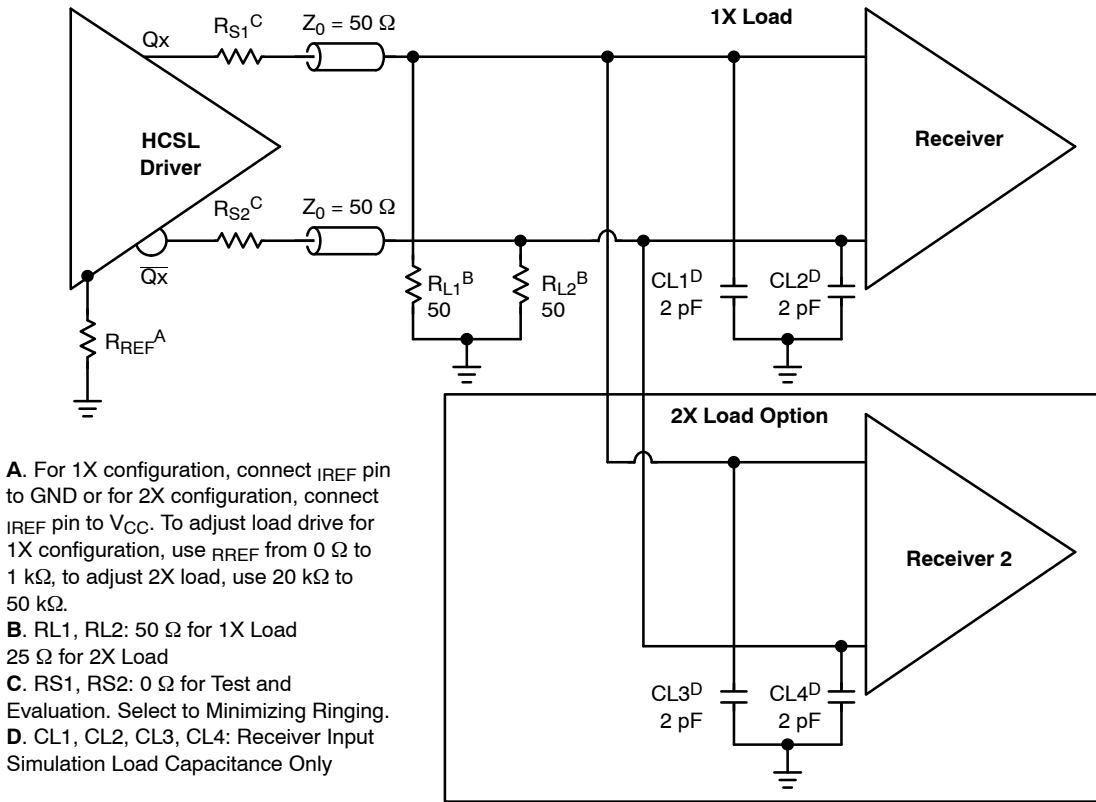 1X Load
Qx
RS1C
Z0 = 50 Ω
HCSL
Driver
Receiver
RS2C
Z0 = 50 Ω
Qx
RREFA
RL1B
50
RL2B
50
CL1D
2 pF
CL2D
2 pF
2X Load Option
Receiver 2
CL3D
2 pF
CL4D
2 pF
A. For 1X configuration, connect IREF pin
to GND or for 2X configuration, connect
IREF pin to VCC. To adjust load drive for
1X configuration, use RREF from 0 Ω to
1 kΩ, to adjust 2X load, use 20 kΩ to
50 kΩ.
B. RL1, RL2: 50 Ω for 1X Load
25 Ω for 2X Load
C. RS1, RS2: 0 Ω for Test and
Evaluation. Select to Minimizing Ringing.
D. CL1, CL2, CL3, CL4: Receiver Input
Simulation Load Capacitance Only